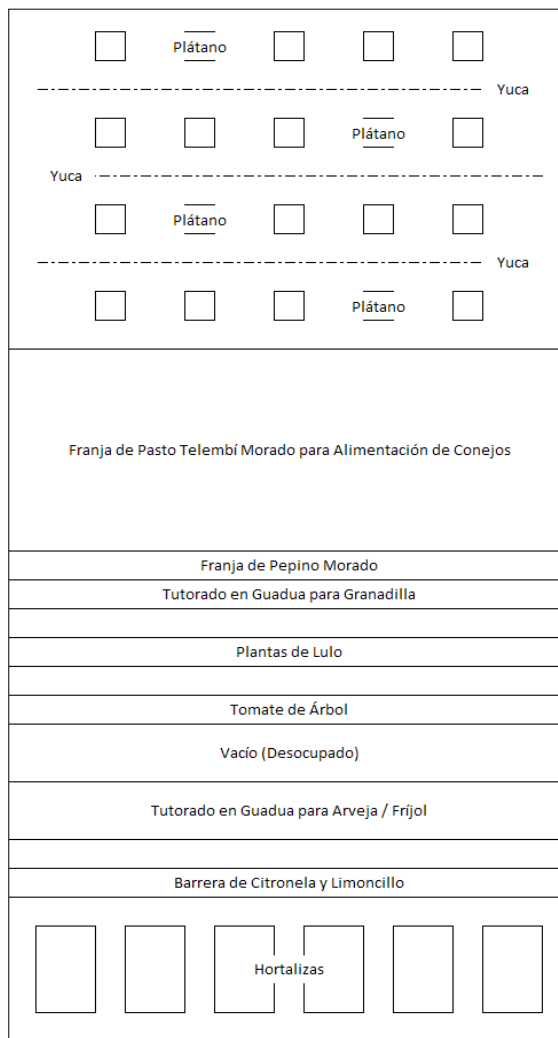 Plátano
Yuca
Plátano
Yuca
Plátano
Yuca
Plátano
Franja de Pasto Telembí Morado para Alimentación de Conejos
Franja de Pepino Morado
Tutorado en Guadua para Granadilla
Plantas de Lulo
Tomate de Árbol
Vacío (Desocupado)
Tutorado en Guadua para Arveja / Fríjol
Barrera de Citronela y Limoncillo
Hortalizas